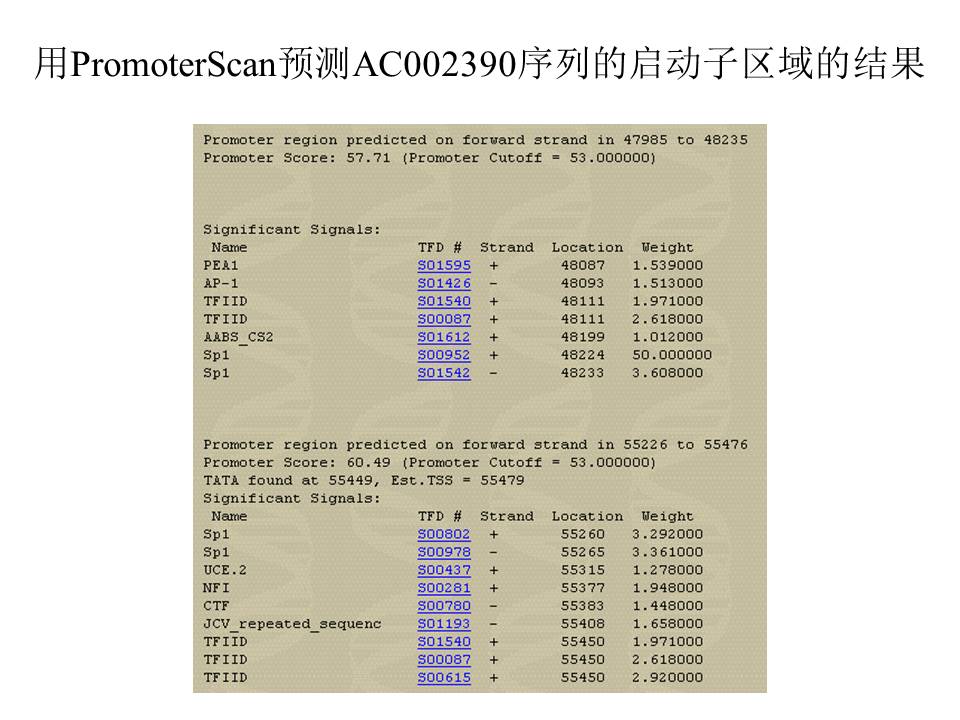 用PromoterScan预测AC002390序列的启动子区域的结果
Promoter region predicted on forward strand in 47985 to 48235
Promoter Score: 57.71 (Promoter Cutoff = 53.000000)
Significant Signals:
Name TFD # Strand Location Weight
PEA1 S01595 + 48087 1.539000
AP-1 S01426 - 48093 1.513000
TFIID S01540 + 48111 1.971000
TFIID S00087 + 48111 2.618000
AABS_CS2 S01612 + 48199 1.012000
Sp1 S00952 + 48224 50.000000
Sp1 S01542 - 48233 3.608000
Promoter region predicted on forward strand in 55226 to 55476
Promoter Score: 60.49 (Promoter Cutoff = 53.000000)
TATA found at 55449, Est.TSS = 55479
Significant Signals:
Name TFD # Strand Location Weight
Sp1 S00802 + 55260 3.292000
Sp1 S00978 - 55265 3.361000
UCE.2 S00437 + 55315 1.278000
NFI S00281 + 55377 1.948000
CTF S00780 - 55383 1.448000
JCV_repeated_sequenc S01193 - 55408 1.658000
TFIID S01540 + 55450 1.971000
TFIID S00087 + 55450 2.618000
TFIID S00615 + 55450 2.920000